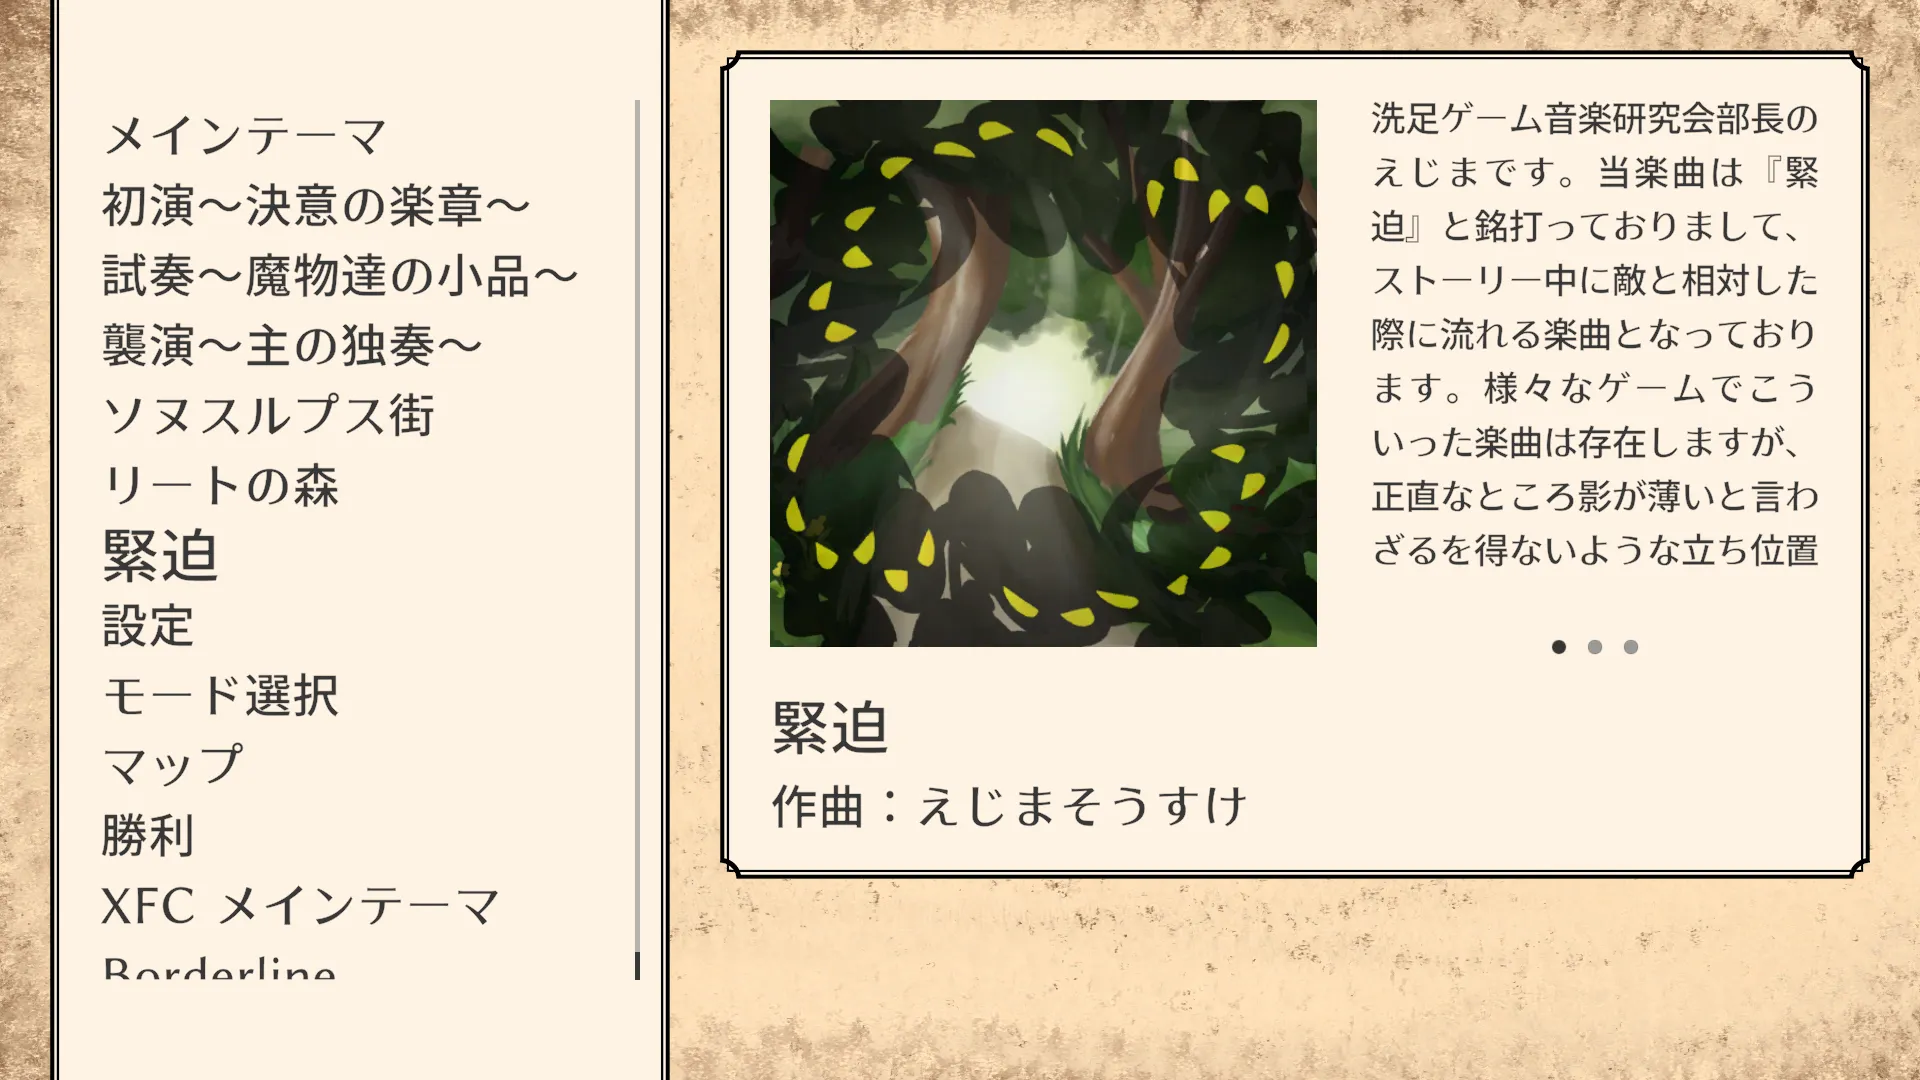 メインテーマ
初演～決意の楽章～
試奏～魔物達の小品～
襲演～主の独奏～
ソヌスルプス街
リートの森
緊迫
設定
モード選択
マップ
勝利
XFC メインテーマ
Borderline
洗足ゲーム音楽研究会部長の
えじまです。当楽曲は『緊
迫』と銘打っておりまして、
ストーリー中に敵と相対した
際に流れる楽曲となっており
ます。様々なゲームでこう
いった楽曲は存在しますが、
正直なところ影が薄いと言わ
ざるを得ないような立ち位置
緊迫
作曲：えじまそうすけ